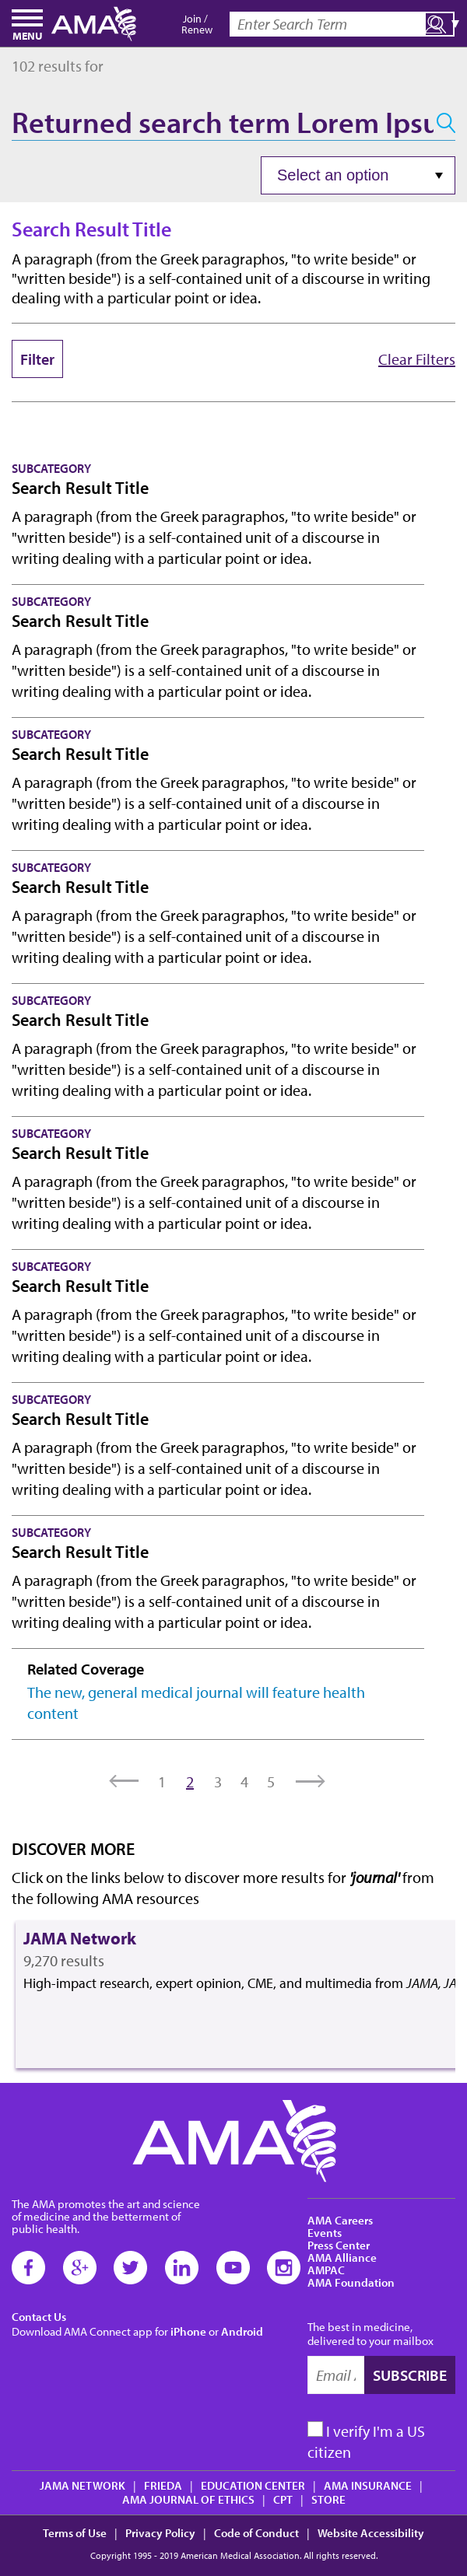 MENU
AMA
Join /
Renew
Enter Search Term
102 results for
Returned search term Lorem Ipsu
Select an option
Search Result Title
A paragraph (from the Greek paragraphos, "to write beside" or
"written beside") is a self-contained unit of a discourse in writing
dealing with a particular point or idea.
Filter
Clear Filters
SUBCATEGORY
Search Result Title
A paragraph (from the Greek paragraphos, "to write beside" or
"written beside") is a self-contained unit of a discourse in
writing dealing with a particular point or idea.
SUBCATEGORY
Search Result Title
A paragraph (from the Greek paragraphos, "to write beside" or
"written beside") is a self-contained unit of a discourse in
writing dealing with a particular point or idea.
SUBCATEGORY
Search Result Title
A paragraph (from the Greek paragraphos, "to write beside" or
"written beside") is a self-contained unit of a discourse in
writing dealing with a particular point or idea.
SUBCATEGORY
Search Result Title
A paragraph (from the Greek paragraphos, "to write beside" or
"written beside") is a self-contained unit of a discourse in
writing dealing with a particular point or idea.
SUBCATEGORY
Search Result Title
A paragraph (from the Greek paragraphos, "to write beside" or
"written beside") is a self-contained unit of a discourse in
writing dealing with a particular point or idea.
SUBCATEGORY
Search Result Title
A paragraph (from the Greek paragraphos, "to write beside" or
"written beside") is a self-contained unit of a discourse in
writing dealing with a particular point or idea.
SUBCATEGORY
Search Result Title
A paragraph (from the Greek paragraphos, "to write beside" or
"written beside") is a self-contained unit of a discourse in
writing dealing with a particular point or idea.
SUBCATEGORY
Search Result Title
A paragraph (from the Greek paragraphos, "to write beside" or
"written beside") is a self-contained unit of a discourse in
writing dealing with a particular point or idea.
SUBCATEGORY
Search Result Title
A paragraph (from the Greek paragraphos, "to write beside" or
"written beside") is a self-contained unit of a discourse in
writing dealing with a particular point or idea.
Related Coverage
The new, general medical journal will feature health
content
1 2 3 4 5
DISCOVER MORE
Click on the links below to discover more results for 'journal' from
the following AMA resources
JAMA Network
9,270 results
High-impact research, expert opinion, CME, and multimedia from JAMA, JA
AMA
The AMA promotes the art and science
of medicine and the betterment of
public health.
Contact Us
Download AMA Connect app for iPhone or Android
AMA Careers
Events
Press Center
AMA Alliance
AMPAC
AMA Foundation
The best in medicine,
delivered to your mailbox
Email
SUBSCRIBE
I verify I'm a US
citizen
JAMA NETWORK | FRIEDA | EDUCATION CENTER | AMA INSURANCE |
AMA JOURNAL OF ETHICS | CPT | STORE
Terms of Use | Privacy Policy | Code of Conduct | Website Accessibility
Copyright 1995 - 2019 American Medical Association. All rights reserved.